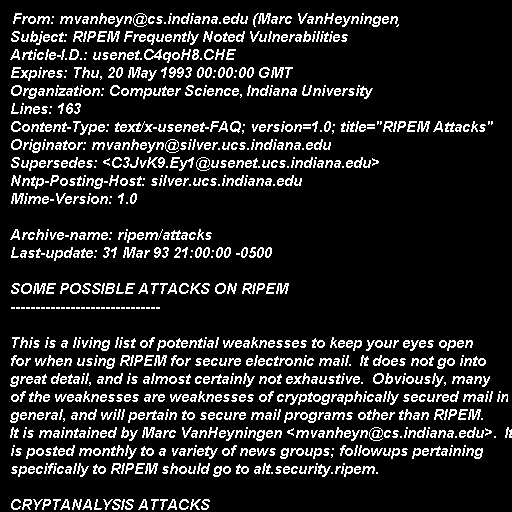 From: mvanheyn@cs.indiana.edu (Marc VanHeyningen)
Subject: RIPEM Frequently Noted Vulnerabilities
Article-I.D.: usenet.C4qoH8.CHE
Expires: Thu, 20 May 1993 00:00:00 GMT
Organization: Computer Science, Indiana University
Lines: 163
Content-Type: text/x-usenet-FAQ; version=1.0; title="RIPEM Attacks"
Originator: mvanheyn@silver.ucs.indiana.edu
Supersedes: <C3JvK9.Ey1@usenet.ucs.indiana.edu>
Nntp-Posting-Host: silver.ucs.indiana.edu
Mime-Version: 1.0

Archive-name: ripem/attacks
Last-update: 31 Mar 93 21:00:00 -0500

SOME POSSIBLE ATTACKS ON RIPEM
------------------------------

This is a living list of potential weaknesses to keep your eyes open
for when using RIPEM for secure electronic mail.  It does not go into
great detail, and is almost certainly not exhaustive.  Obviously, many
of the weaknesses are weaknesses of cryptographically secured mail in
general, and will pertain to secure mail programs other than RIPEM.
It is maintained by Marc VanHeyningen <mvanheyn@cs.indiana.edu>.  It
is posted monthly to a variety of news groups; followups pertaining
specifically to RIPEM should go to alt.security.ripem.

CRYPTANALYSIS ATTACKS